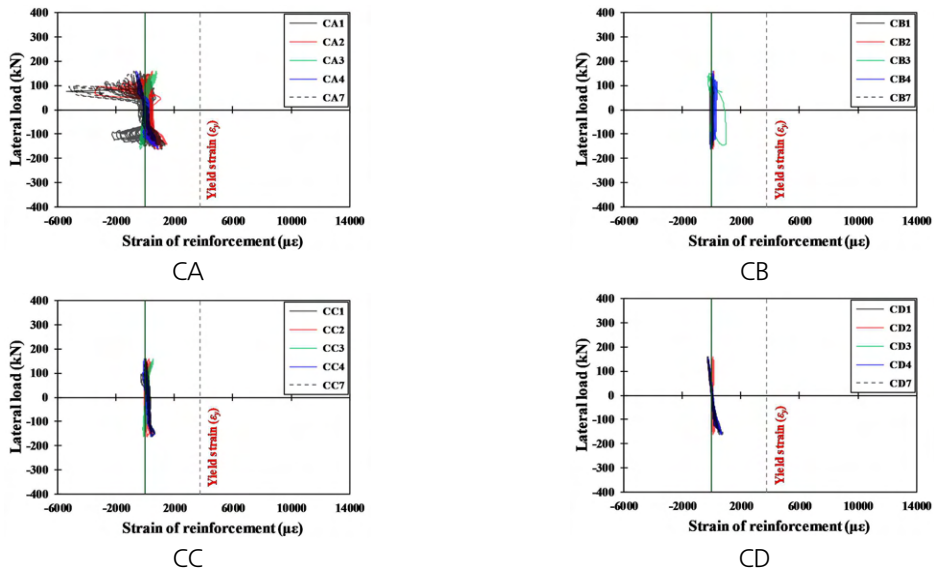 400
300
200
100
0
-100
-200
-300
-400
-6000 -2000 2000 6000 10000 14000
Lateral load (kN)
Strain of reinforcement (με)
Yield strain (εy)
CA1
CA2
CA3
CA4
CA7
CA
400
300
200
100
0
-100
-200
-300
-400
-6000 -2000 2000 6000 10000 14000
Lateral load (kN)
Strain of reinforcement (με)
Yield strain (εy)
CB1
CB2
CB3
CB4
CB7
CB
400
300
200
100
0
-100
-200
-300
-400
-6000 -2000 2000 6000 10000 14000
Lateral load (kN)
Strain of reinforcement (με)
Yield strain (εy)
CC1
CC2
CC3
CC4
CC7
CC
400
300
200
100
0
-100
-200
-300
-400
-6000 -2000 2000 6000 10000 14000
Lateral load (kN)
Strain of reinforcement (με)
Yield strain (εy)
CD1
CD2
CD3
CD4
CD7
CD